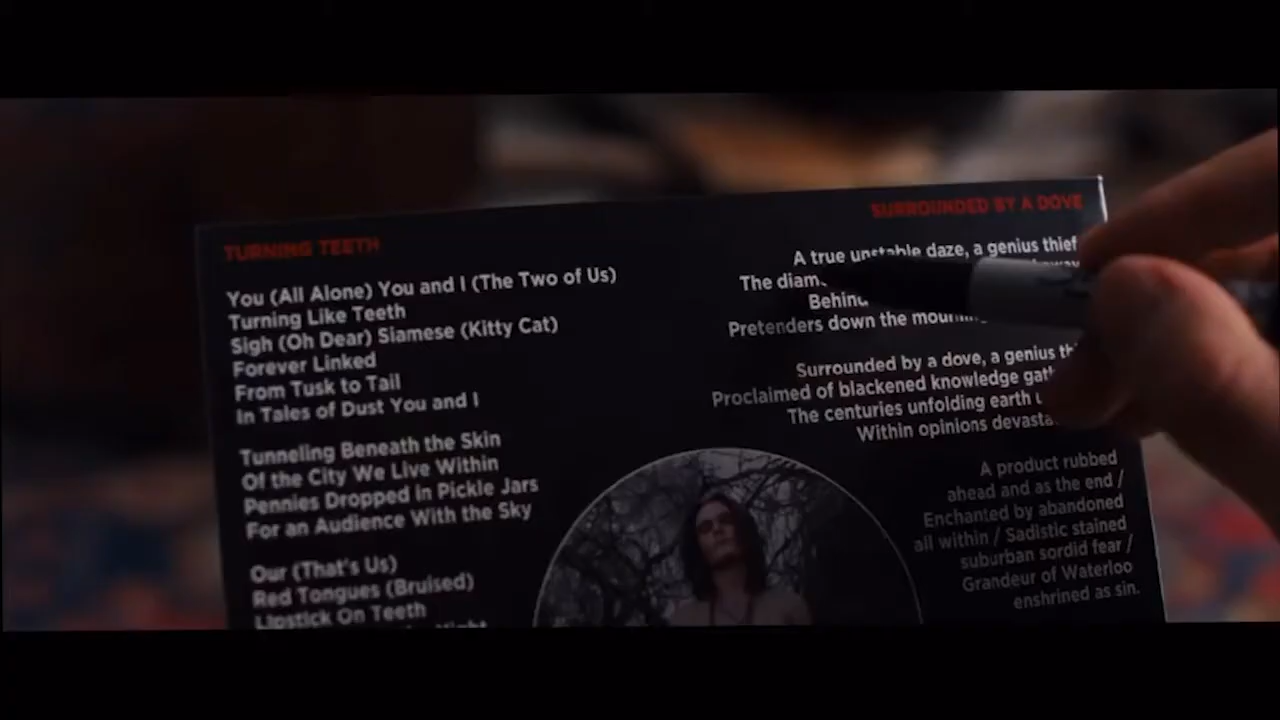 TURNING TEETH
You (All Alone) You and I (The Two of Us)
Turning Like Teeth
Sigh (Oh Dear) Siamese (Kitty Cat)
Forever Linked
From Tusk to Tail
In Tales of Dust You and I
Tunneling Beneath the Skin
Of the City We Live Within
Pennies Dropped in Pickle Jars
For an Audience With the Sky
Our (That's Us)
Red Tongues (Bruised)
Lipstick On Teeth
SURROUNDED BY A DOVE
A true unstable daze, a genius thief
The
Behind
Pretenders down the
Surrounded by a dove, a genius
Proclaimed of blackened knowledge
The centuries unfolding earth
Within opinions
A product rubbed
ahead and as the end /
Enchanted by abandoned
all within / Sadistic stained
suburban sordid fear /
Grandeur of Waterloo
enshrined as sin.